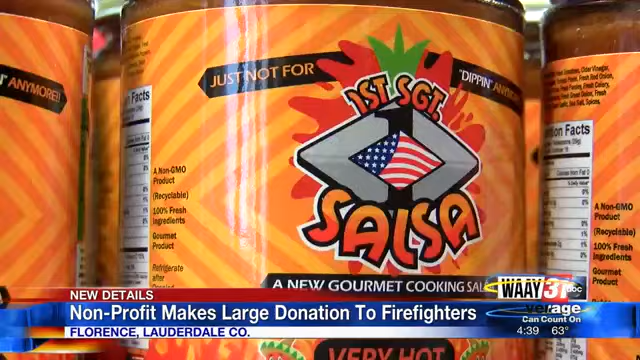 ANYMORE!!
JUST NOT FOR
"DIPPIN' ANYMORE
1ST SGT.
SALSA
A NEW GOURMET COOKING SAL
VERY HOT
Facts
A Non-GMO
Product
(Recyclable)
100% Fresh
Ingredients
Gourmet
Product
Refrigerate
after
Nutrition Facts
A Non-GMO
Product
(Recyclable)
100% Fresh
Ingredients
Gourmet
Product
NEW DETAILS
Non-Profit Makes Large Donation To Firefighters
FLORENCE, LAUDERDALE CO.
WAAY 31 abc
verage
Can Count On
4:39 63°